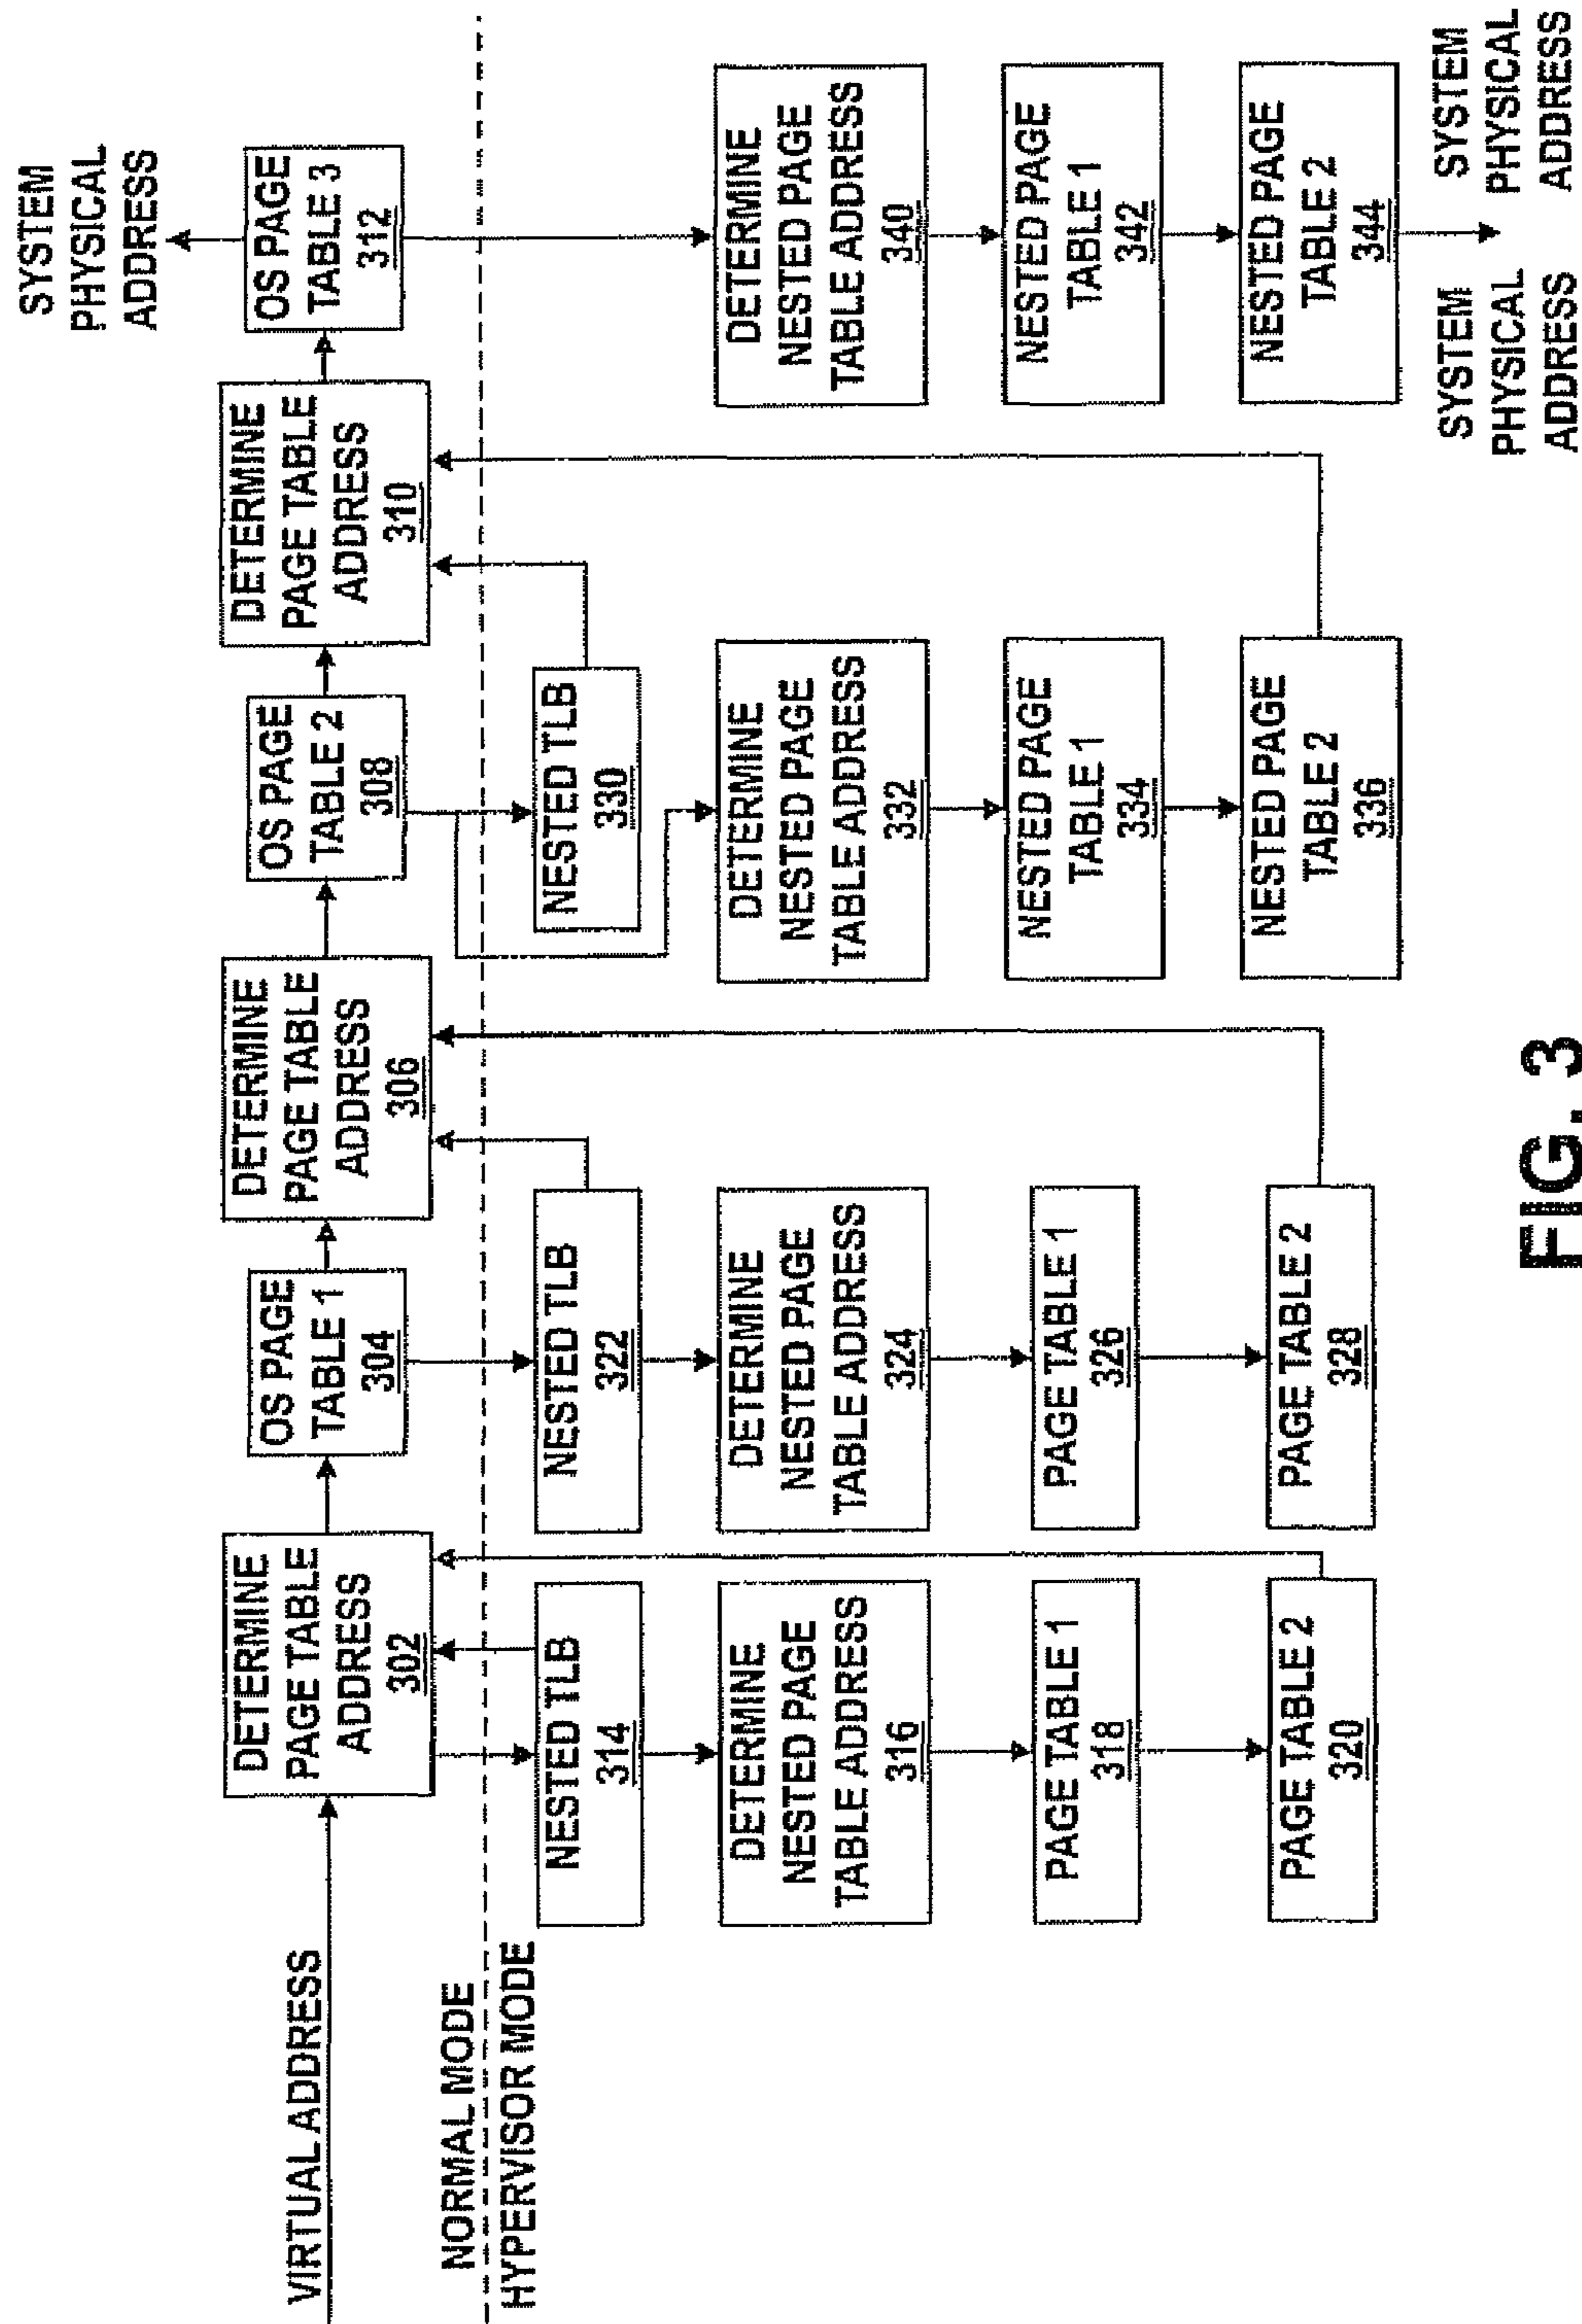 SYSTEM
PHYSICAL
ADDRESS
VIRTUAL ADDRESS
DETERMINE
PAGE TABLE
ADDRESS
302
OS PAGE
TABLE 1
304
DETERMINE
PAGE TABLE
ADDRESS
306
OS PAGE
TABLE 2
308
DETERMINE
PAGE TABLE
ADDRESS
310
OS PAGE
TABLE 3
312
NORMAL MODE
HYPERVISOR MODE
NESTED TLB
314
NESTED TLB
322
NESTED TLB
330
DETERMINE
NESTED PAGE
TABLE ADDRESS
316
DETERMINE
NESTED PAGE
TABLE ADDRESS
324
DETERMINE
NESTED PAGE
TABLE ADDRESS
332
DETERMINE
NESTED PAGE
TABLE ADDRESS
340
PAGE TABLE 1
318
PAGE TABLE 1
326
NESTED PAGE
TABLE 1
334
NESTED PAGE
TABLE 1
342
PAGE TABLE 2
320
PAGE TABLE 2
328
NESTED PAGE
TABLE 2
336
NESTED PAGE
TABLE 2
344
SYSTEM
PHYSICAL
ADDRESS
SYSTEM
PHYSICAL
ADDRESS
FIG. 3